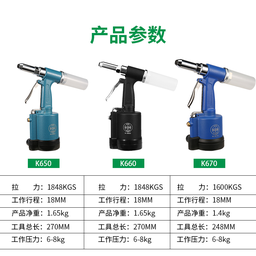 产品参数
K650 K660 K670
拉 力: 1848KGS 拉 力: 1848KGS 拉 力: 1600KGS
工作行程: 18MM 工作行程: 18MM 工作行程: 18MM
产品净重: 1.65kg 产品净重: 1.65kg 产品净重: 1.4kg
工具总长: 270MM 工具总长: 270MM 工具总长: 248MM
工作压力: 6-8kg 工作压力: 6-8kg 工作压力: 6-8kg